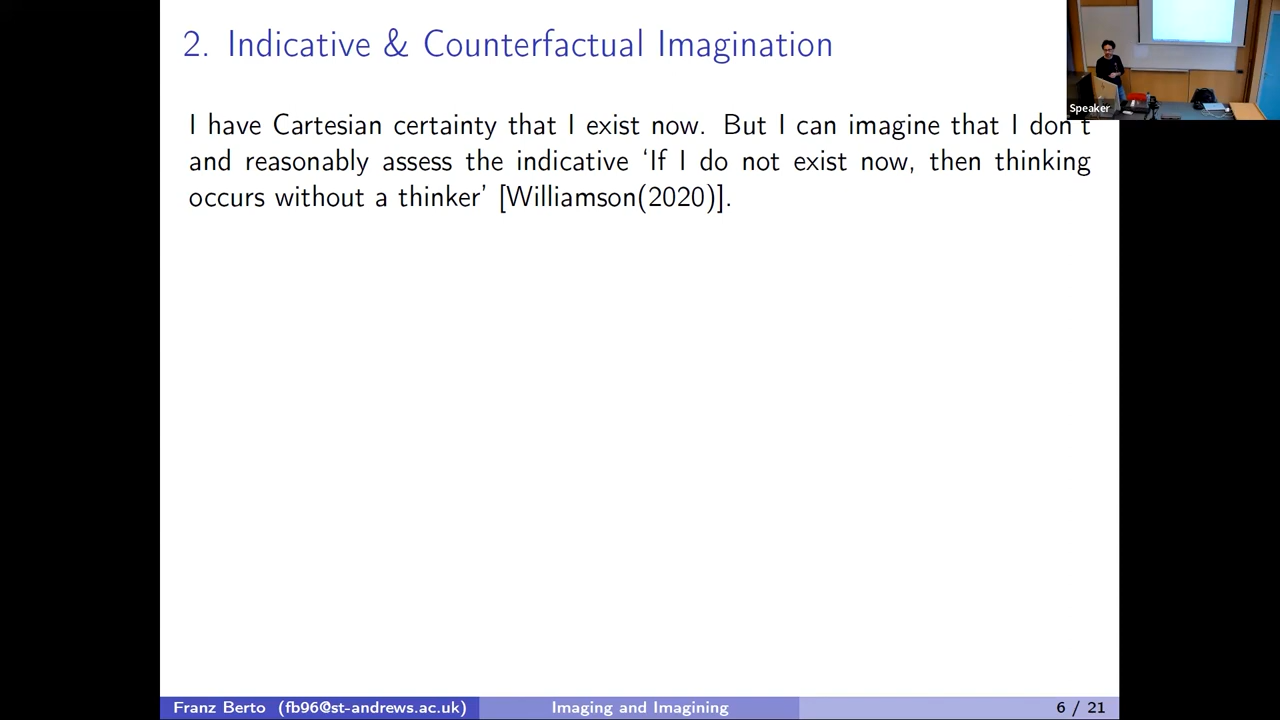 2. Indicative & Counterfactual Imagination
Speaker
I have Cartesian certainty that I exist now. But I can imagine that I don't
and reasonably assess the indicative ‘If I do not exist now, then thinking
occurs without a thinker’ [Williamson(2020)].
Franz Berto (fb96@st-andrews.ac.uk)
Imaging and Imagining
6 / 21